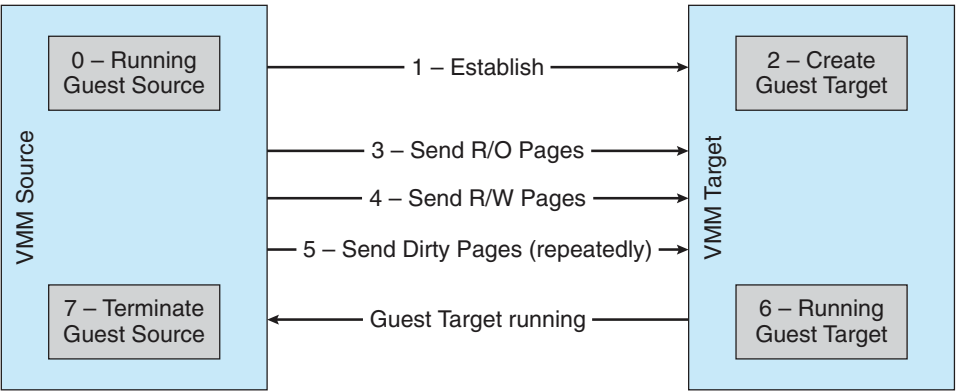 VMM Source
0 – Running
Guest Source
1 – Establish
2 – Create
Guest Target
3 – Send R/O Pages
4 – Send R/W Pages
5 – Send Dirty Pages (repeatedly)
VMM Target
7 – Terminate
Guest Source
Guest Target running
6 – Running
Guest Target